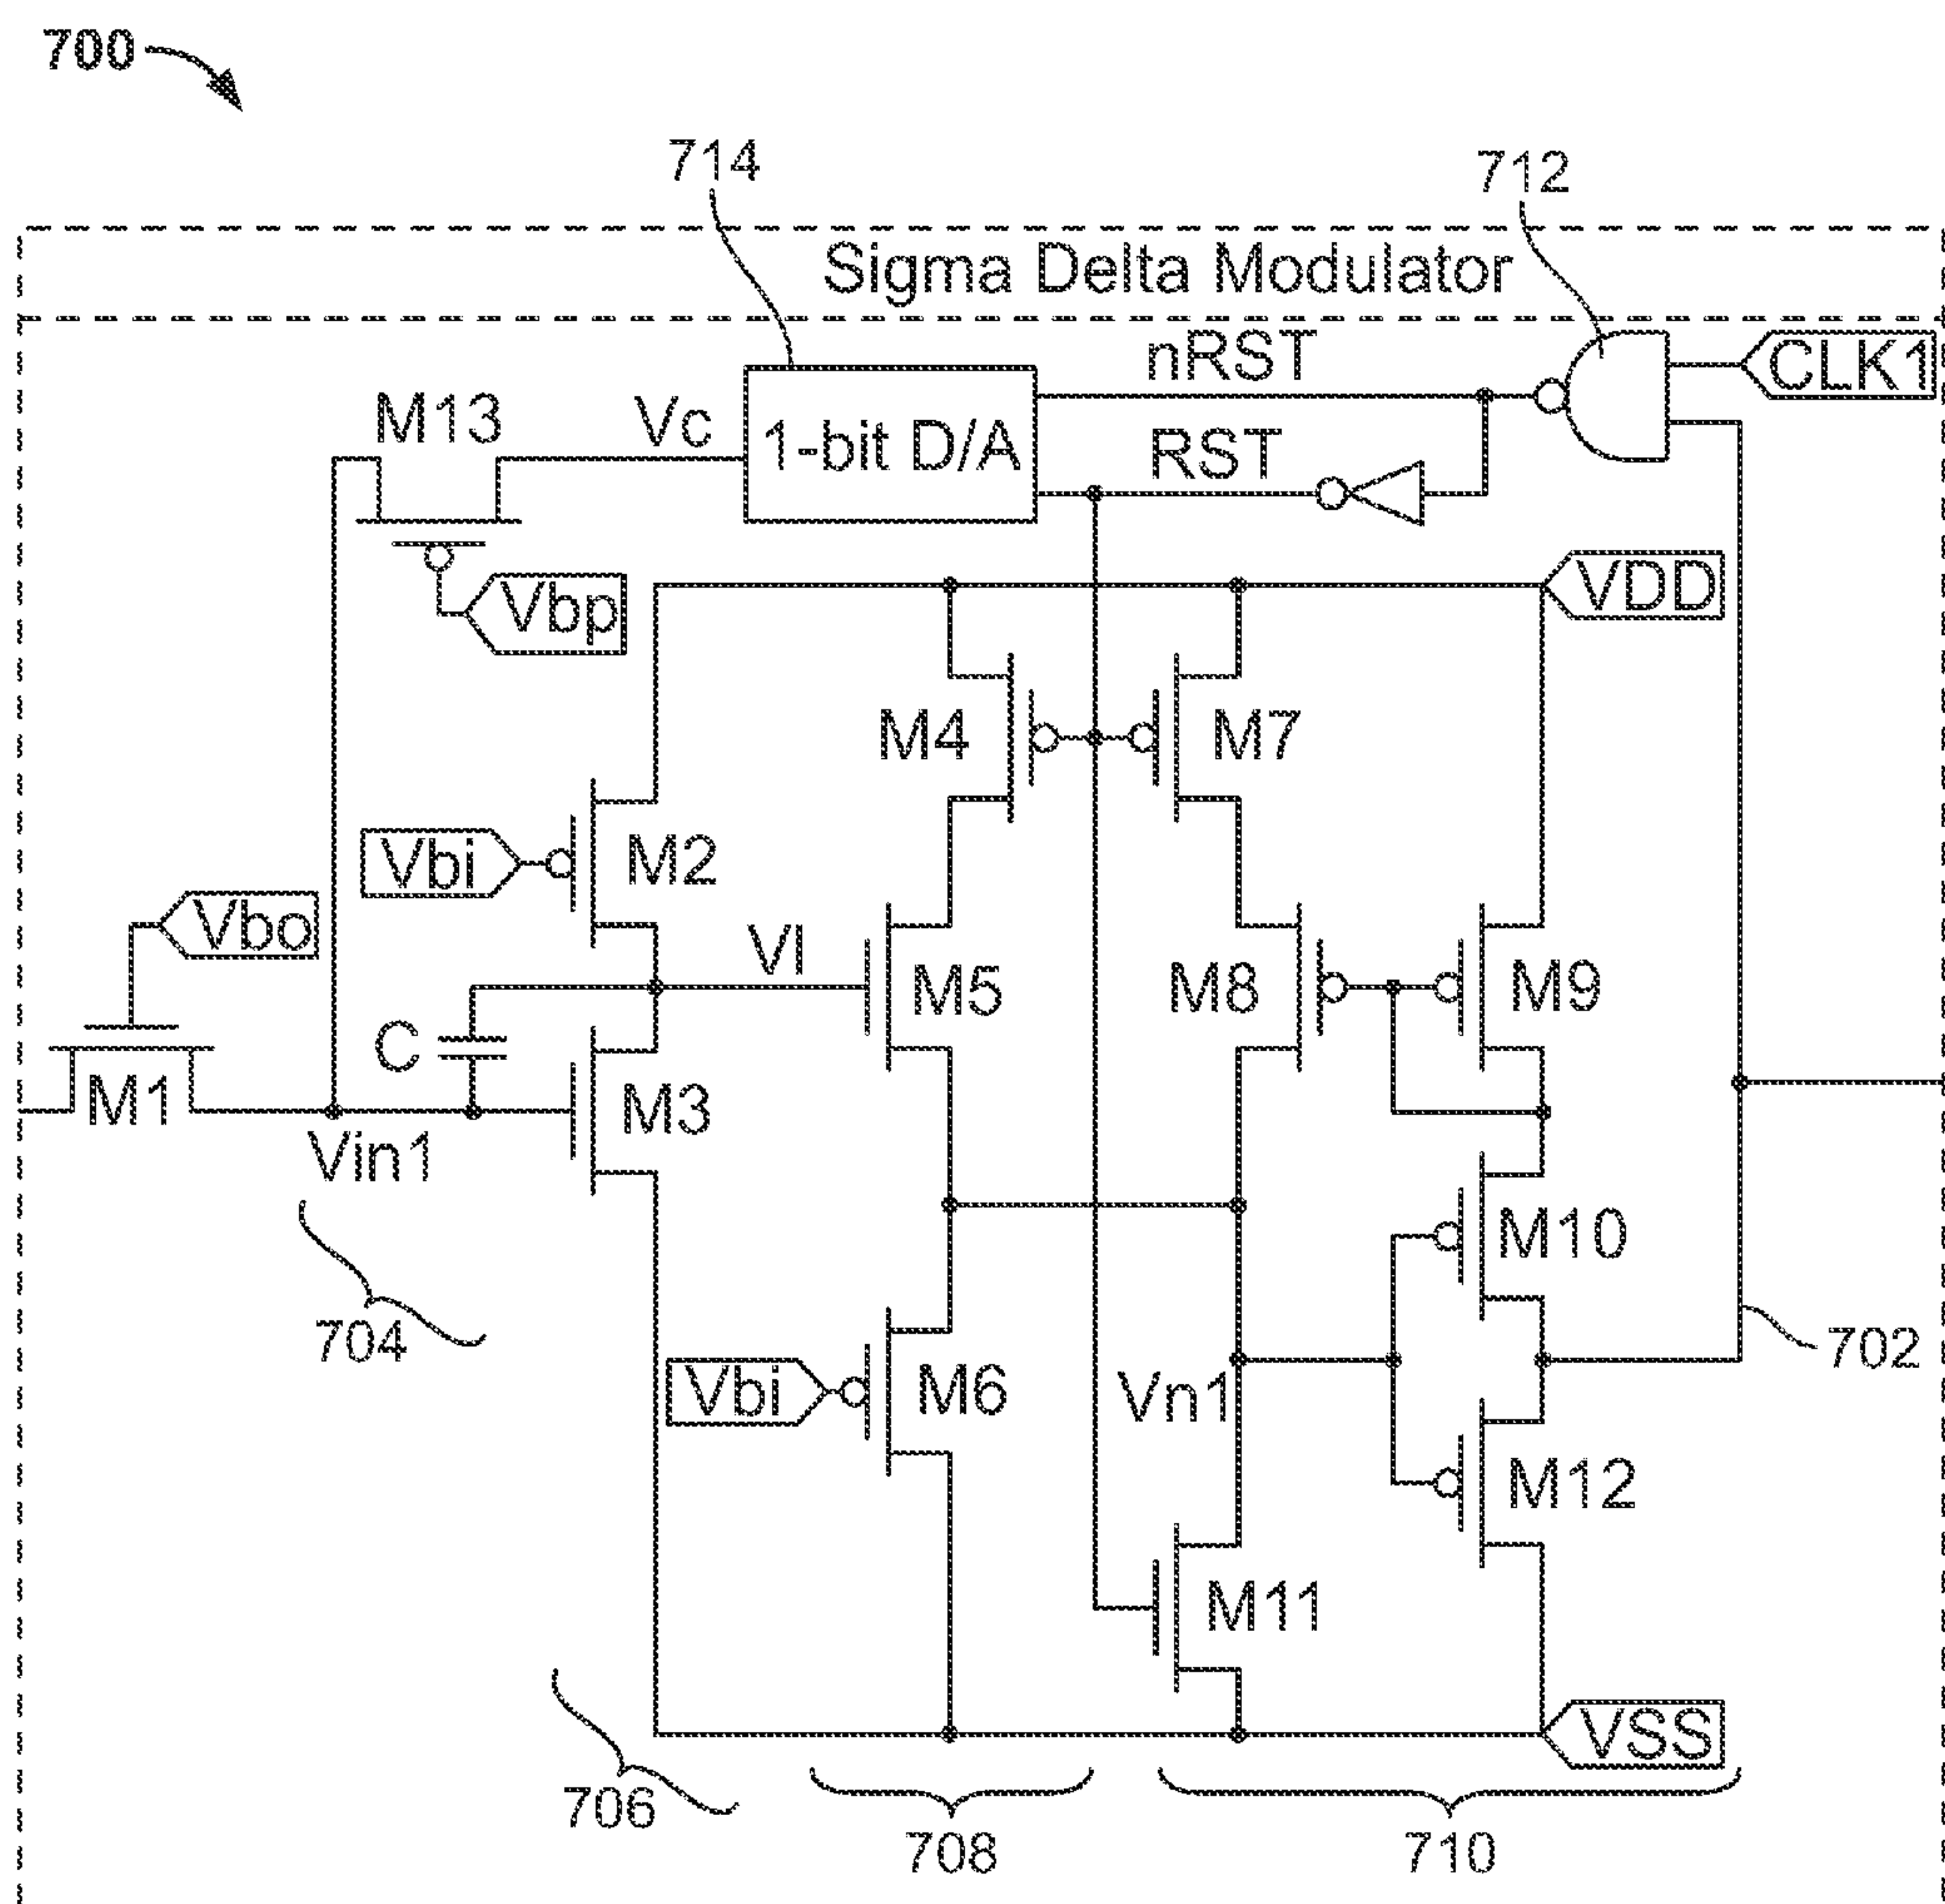 700
714
712
Sigma Delta Modulator
nRST
CLK1
M13
Vc
1-bit D/A
RST
Vbp
VDD
M4
M7
Vbi
M2
Vbo
VI
M5
M8
M9
C
M1
M3
Vin1
M10
704
702
Vbi
M6
Vn1
M12
M11
VSS
706
708
710